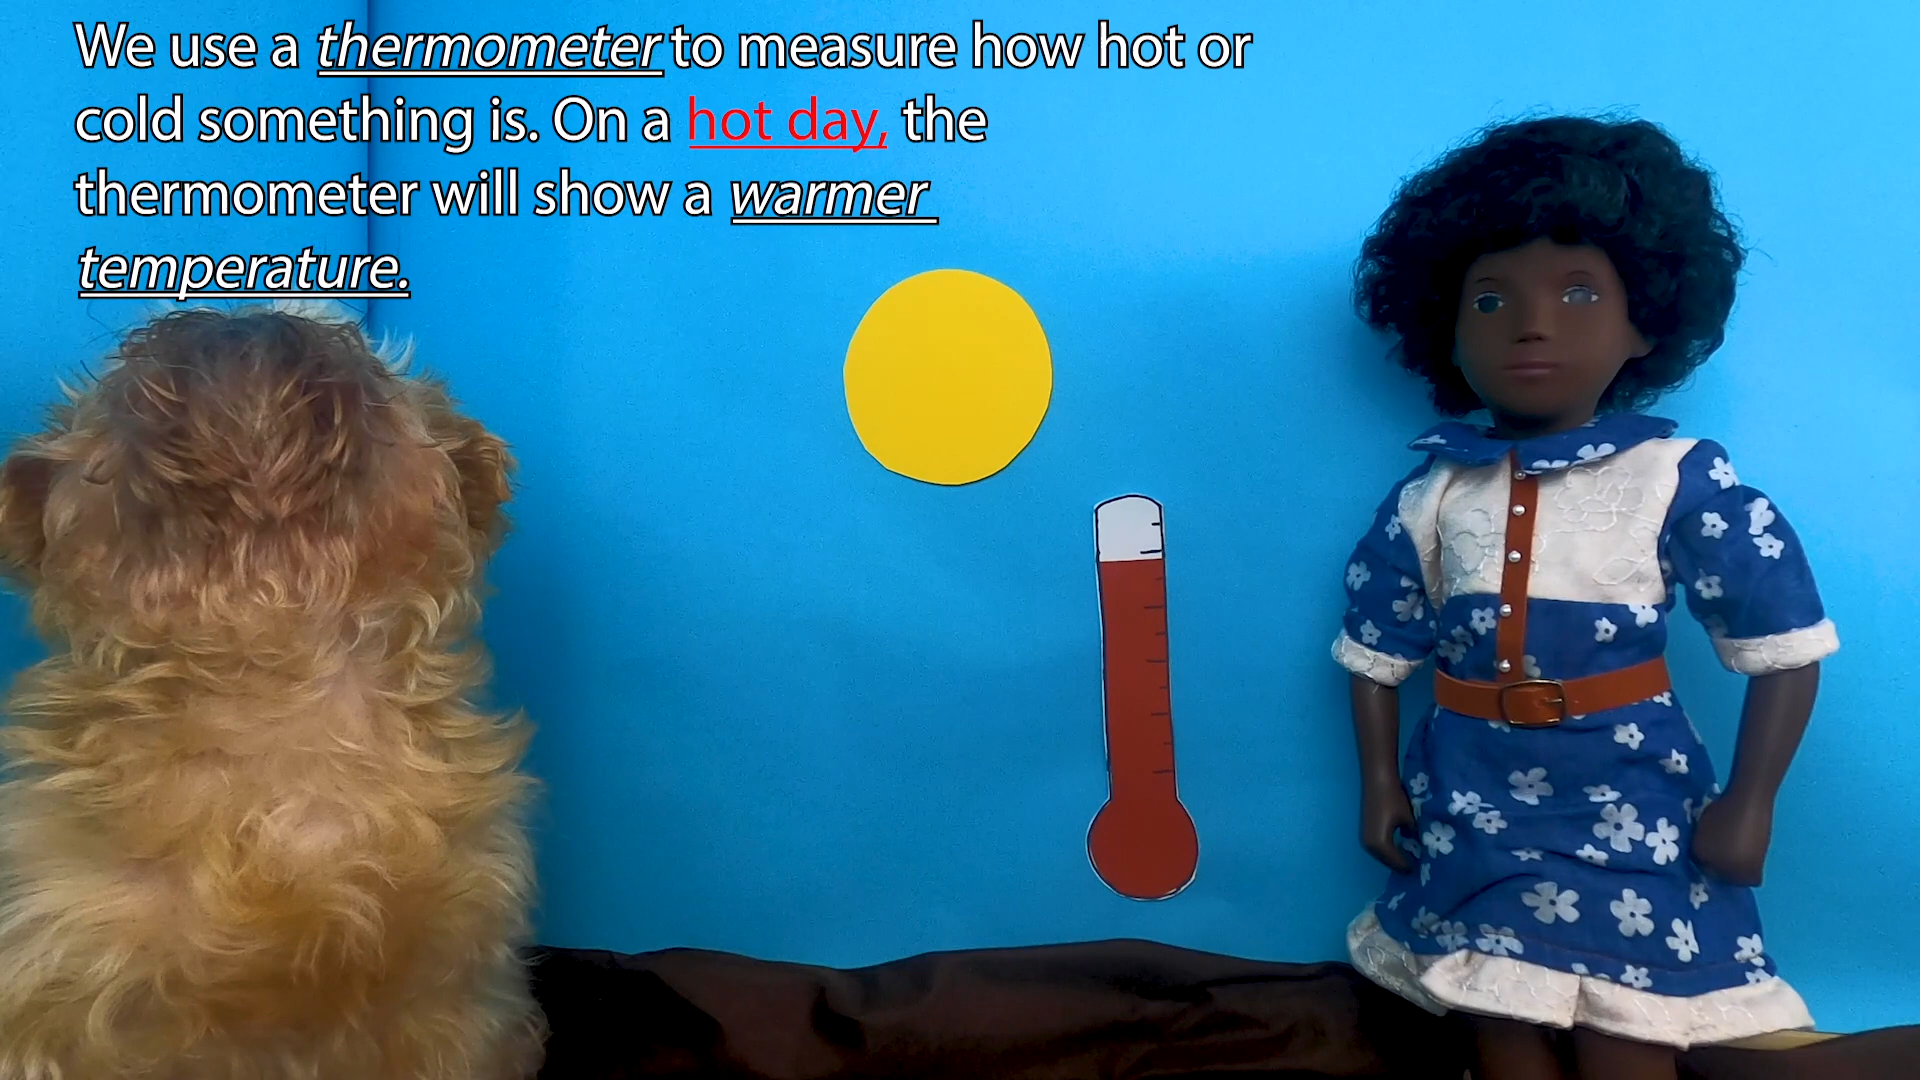 We use a thermometer to measure how hot or
cold something is. On a hot day, the
thermometer will show a warmer
temperature.